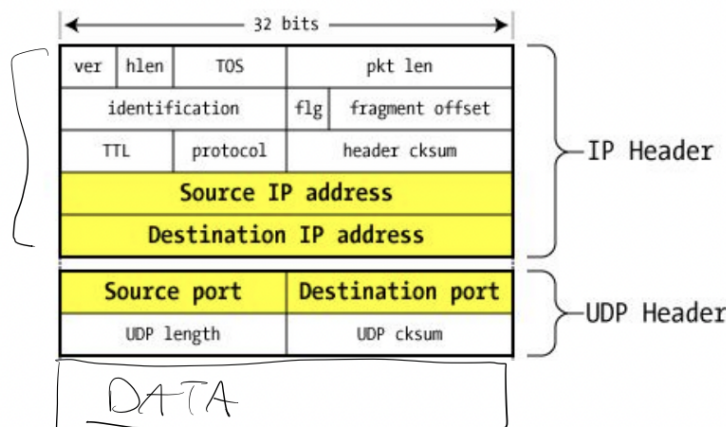 32 bits
ver hlen TOS pkt len
identification flg fragment offset
TTL protocol header cksum
IP Header
Source IP address
Destination IP address
Source port Destination port
UDP Header
UDP length UDP cksum
DATA